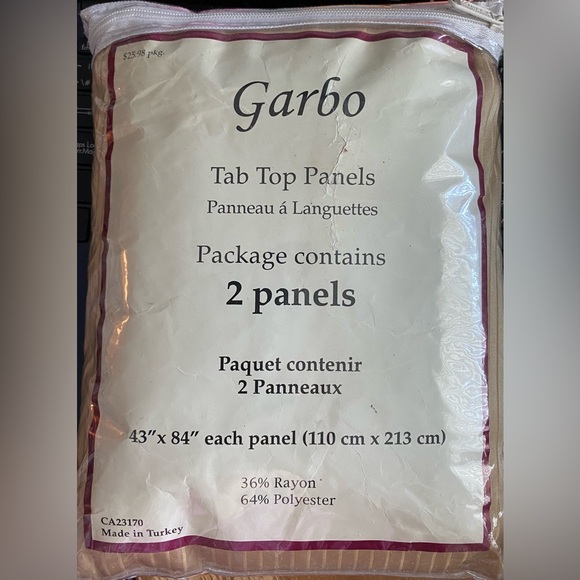 $25.98 pkg.
Garbo
Tab Top Panels
Panneau á Languettes
Package contains
2 panels
Paquet contenir
2 Panneaux
43”x 84” each panel (110 cm x 213 cm)
36% Rayon
64% Polyester
CA23170
Made in Turkey